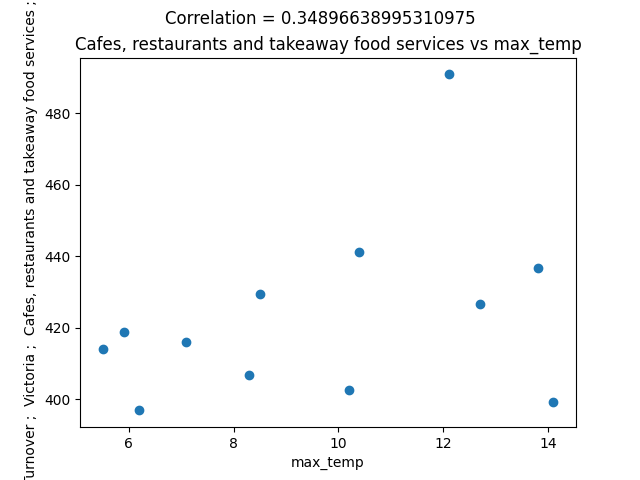 Correlation = 0.34896638995310975
Cafes, restaurants and takeaway food services vs max_temp
Turnover ;  Victoria ;  Cafes, restaurants and takeaway food services ;
480
460
440
420
400
6
8
10
12
14
max_temp